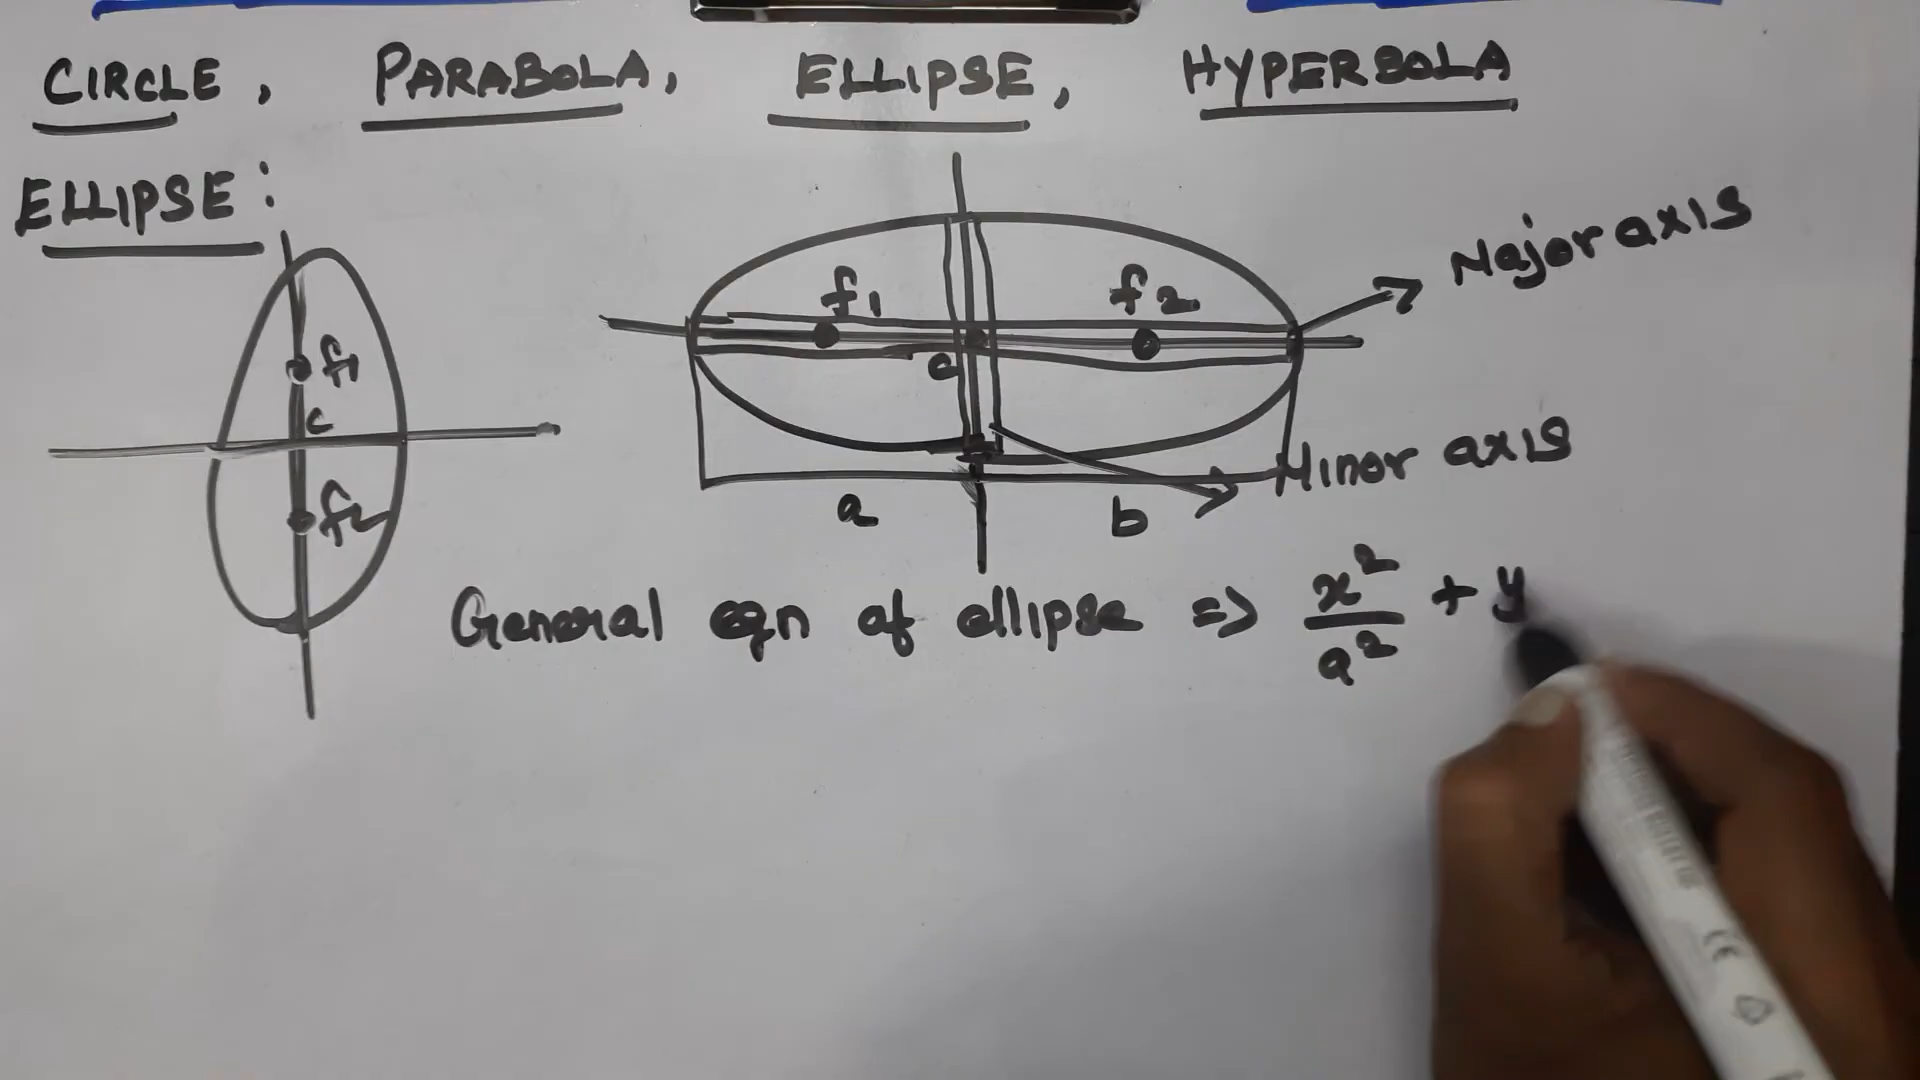 CIRCLE, PARABOLA, ELLIPSE, HYPERBOLA
ELLIPSE:
Major axis
f1 f2
f1
c
c
Minor axis
f2
a b
General eqn of ellipse => x²/a² + y
CE